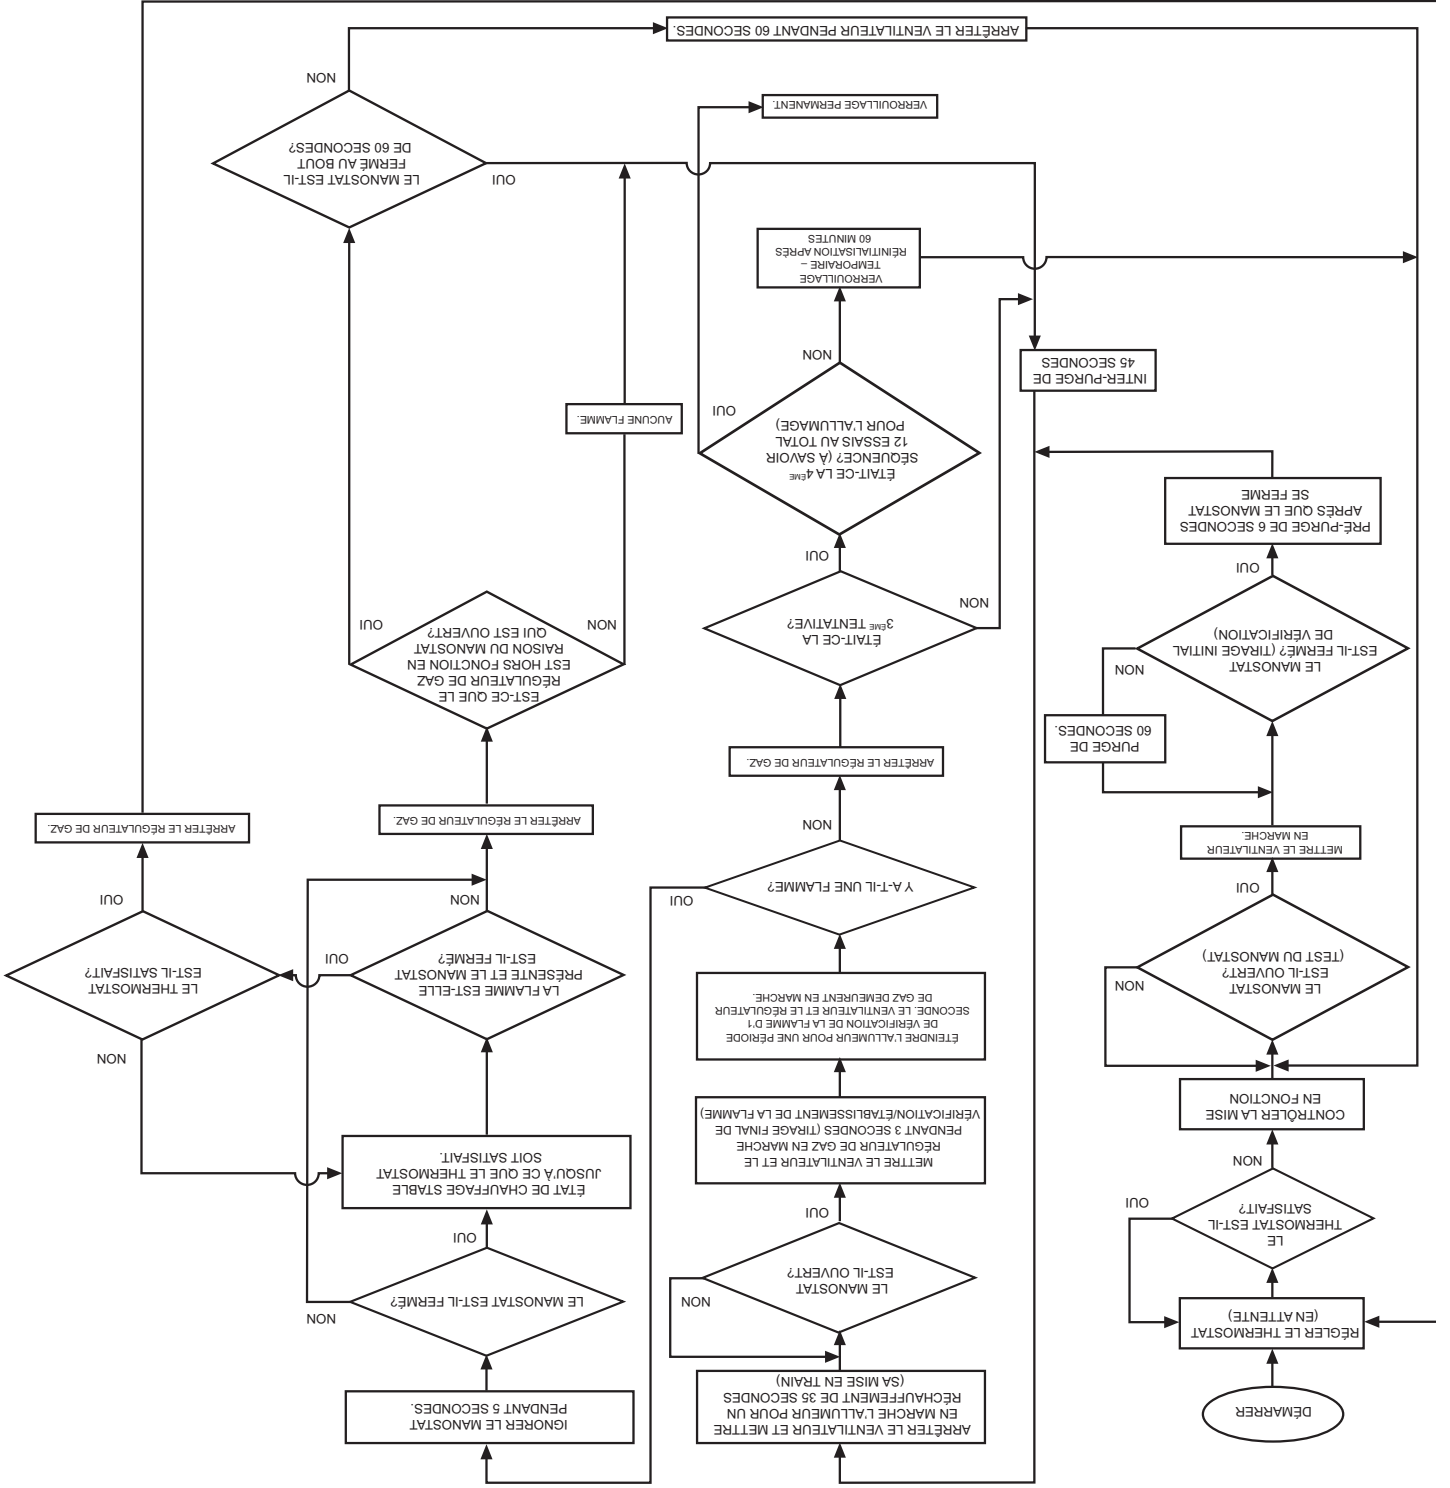 DÉMARRER
RÉGLER LE THERMOSTAT
(EN ATTENTE)
LE
THERMOSTAT EST-IL
SATISFAIT?
OUI
NON
CONTRÔLER LA MISE
EN FONCTION
LE MANOSTAT
EST-IL OUVERT?
(TEST DU MANOSTAT)
NON
OUI
METTRE LE VENTILATEUR
EN MARCHE.
PURGE DE
60 SECONDES.
NON
LE MANOSTAT
EST-IL FERMÉ? (TIRAGE INITIAL
DE VÉRIFICATION)
OUI
PRÉ-PURGE DE 6 SECONDES
APRÈS QUE LE MANOSTAT
SE FERME
INTER-PURGE DE
45 SECONDES
ARRÊTER LE VENTILATEUR ET METTRE
EN MARCHE L'ALLUMEUR POUR UN
RÉCHAUFFEMENT DE 35 SECONDES
(SA MISE EN TRAIN)
LE MANOSTAT
EST-IL OUVERT?
NON
OUI
METTRE LE VENTILATEUR ET LE
RÉGULATEUR DE GAZ EN MARCHE
PENDANT 3 SECONDES (TIRAGE FINAL DE
VÉRIFICATION/ÉTABLISSEMENT DE LA FLAMME)
ÉTEINDRE L'ALLUMEUR POUR UNE PÉRIODE
DE VÉRIFICATION DE LA FLAMME D'1
SECONDE. LE VENTILATEUR ET LE RÉGULATEUR
DE GAZ DEMEURENT EN MARCHE.
Y A-T-IL UNE FLAMME?
OUI
NON
ARRÊTER LE RÉGULATEUR DE GAZ.
ÉTAIT-CE LA
3ÈME TENTATIVE?
NON
OUI
ÉTAIT-CE LA 4ÈME
SÉQUENCE? (À SAVOIR
12 ESSAIS AU TOTAL
POUR L'ALLUMAGE)
OUI
NON
VERROUILLAGE
TEMPORAIRE –
RÉINITIALISATION APRÈS
60 MINUTES
VERROUILLAGE PERMANENT.
IGNORER LE MANOSTAT
PENDANT 5 SECONDES.
LE MANOSTAT EST-IL FERMÉ?
NON
OUI
ÉTAT DE CHAUFFAGE STABLE
JUSQU'À CE QUE LE THERMOSTAT
SOIT SATISFAIT.
LA FLAMME EST-ELLE
PRÉSENTE ET LE MANOSTAT
EST-IL FERMÉ?
OUI
NON
ARRÊTER LE RÉGULATEUR DE GAZ.
EST-CE QUE LE
RÉGULATEUR DE GAZ
EST HORS FONCTION EN
RAISON DU MANOSTAT
QUI EST OUVERT?
NON
OUI
AUCUNE FLAMME.
LE MANOSTAT EST-IL
FERMÉ AU BOUT
DE 60 SECONDES?
OUI
NON
ARRÊTER LE VENTILATEUR PENDANT 60 SECONDES.
NON
LE THERMOSTAT
EST-IL SATISFAIT?
OUI
ARRÊTER LE RÉGULATEUR DE GAZ.